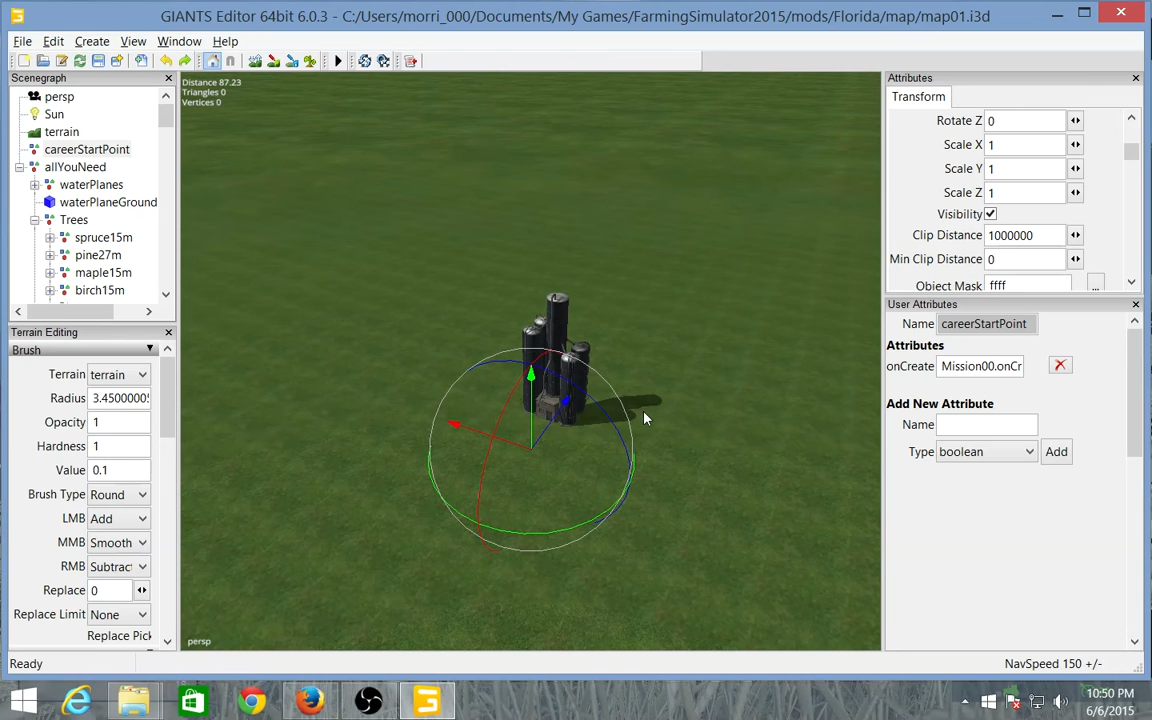 GIANTS Editor 64bit 6.0.3 - C:/Users/morri_000/Documents/My Games/FarmingSimulator2015/mods/Florida/map/map01.i3d
File Edit Create View Window Help
Scenegraph
persp
Sun
terrain
careerStartPoint
allYouNeed
waterPlanes
waterPlaneGround
Trees
spruce15m
pine27m
maple15m
birch15m
Terrain Editing
Brush
Terrain terrain
Radius 3.4500000
Opacity 1
Hardness 1
Value 0.1
Brush Type Round
LMB Add
MMB Smooth
RMB Subtrac
Replace 0
Replace Limit None
Replace Pick
Distance 87.23
Triangles 0
Vertices 0
persp
Attributes
Transform
Rotate Z 0
Scale X 1
Scale Y 1
Scale Z 1
Visibility
Clip Distance 1000000
Min Clip Distance 0
Object Mask ffff ...
User Attributes
Name careerStartPoint
Attributes
onCreate Mission00.onCr
Add New Attribute
Name
Type boolean Add
Ready
NavSpeed 150 +/-
10:50 PM
6/6/2015